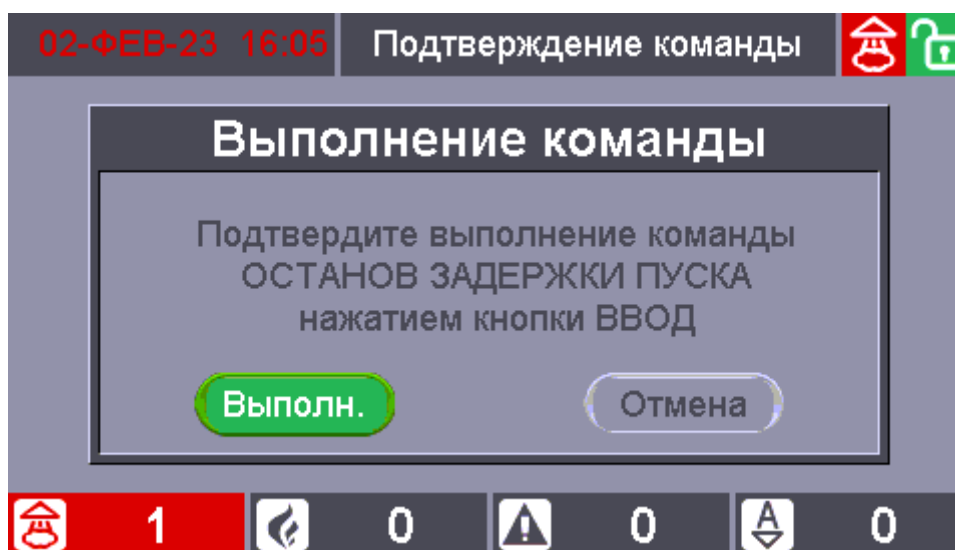 02-ФЕВ-23 16:05 Подтверждение команды
Выполнение команды
Подтвердите выполнение команды
ОСТАНОВ ЗАДЕРЖКИ ПУСКА
нажатием кнопки ВВОД
Выполн. Отмена
1 0 0 A 0